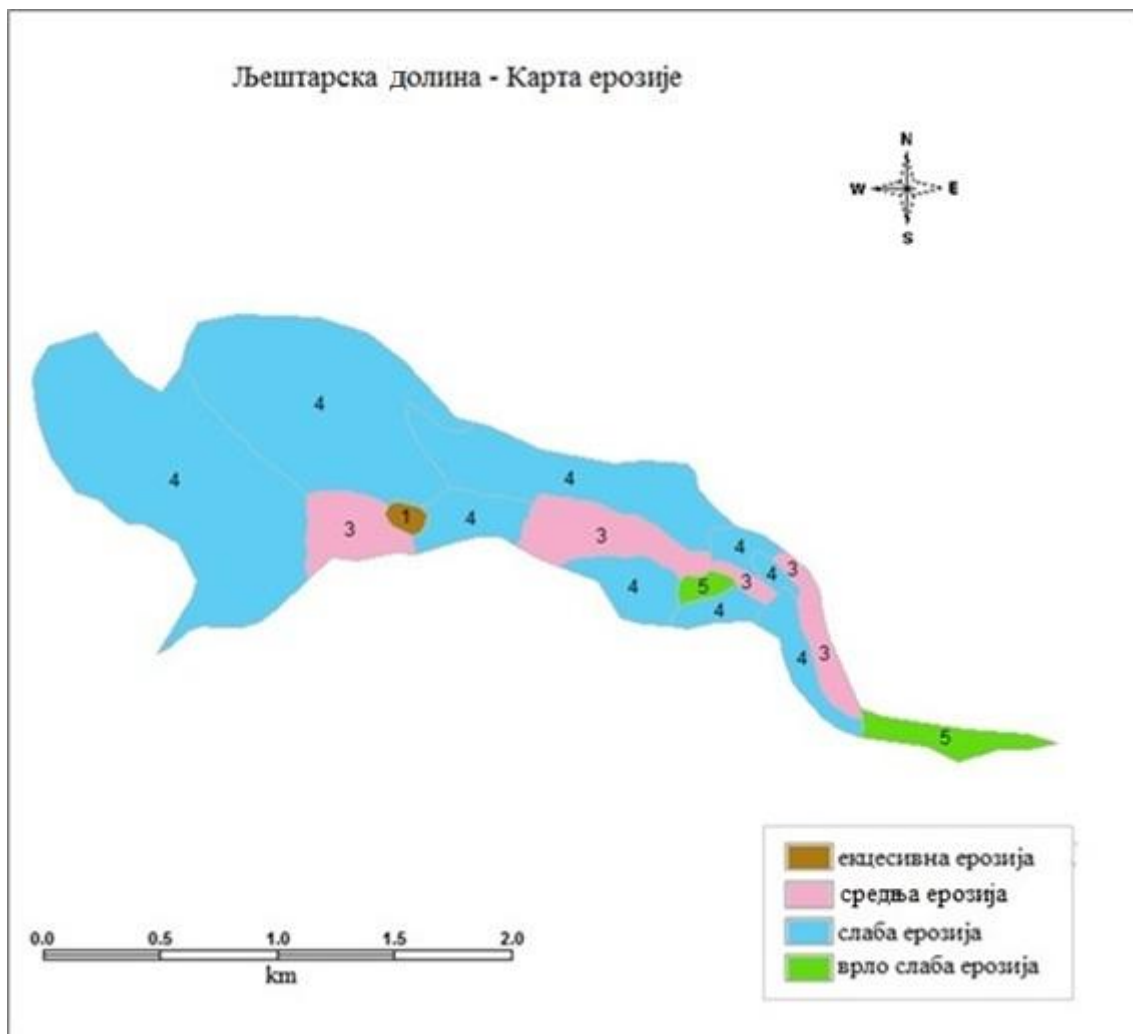 Љештарска долина - Карта ерозије
N
W E
S
4
4
4
3
1
4
3
4
4
3
5
3
4
4
4
3
4
5
екцесивна ерозија
средња ерозија
слаба ерозија
врло слаба ерозија
0.0 0.5 1.0 1.5 2.0
km